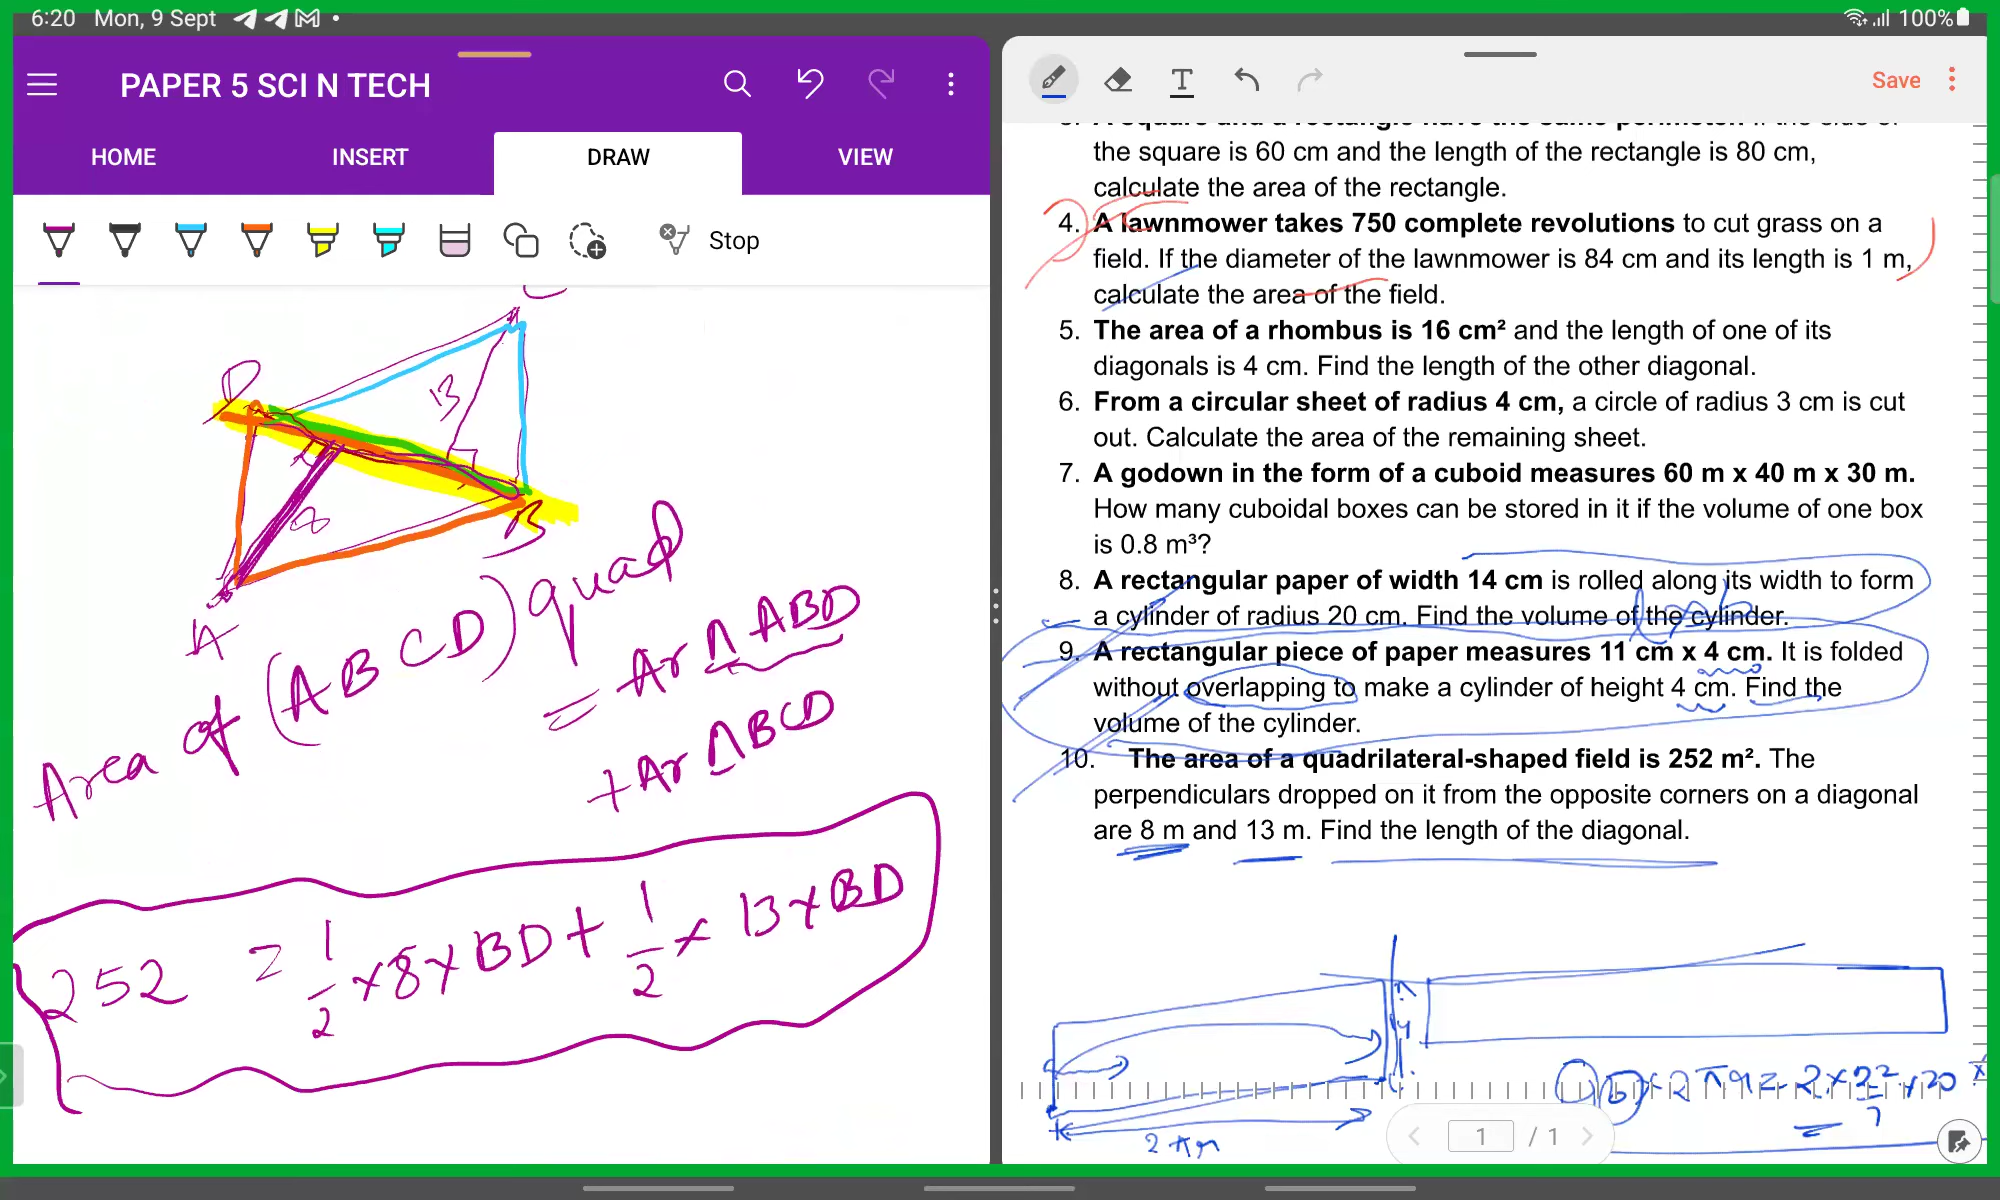 6:20 Mon, 9 Sept
100%
PAPER 5 SCI N TECH
HOME INSERT DRAW VIEW
Stop
C
D
13
8
B
A
Area of (ABCD) quad
= Ar Δ ABD
+ Ar Δ BCD
252 = 1/2 × 8 × BD + 1/2 × 13 × BD
Save
the square is 60 cm and the length of the rectangle is 80 cm,
calculate the area of the rectangle.
4. A lawnmower takes 750 complete revolutions to cut grass on a
field. If the diameter of the lawnmower is 84 cm and its length is 1 m,
calculate the area of the field.
5. The area of a rhombus is 16 cm² and the length of one of its
diagonals is 4 cm. Find the length of the other diagonal.
6. From a circular sheet of radius 4 cm, a circle of radius 3 cm is cut
out. Calculate the area of the remaining sheet.
7. A godown in the form of a cuboid measures 60 m x 40 m x 30 m.
How many cuboidal boxes can be stored in it if the volume of one box
is 0.8 m³?
8. A rectangular paper of width 14 cm is rolled along its width to form
a cylinder of radius 20 cm. Find the volume of the cylinder.
9. A rectangular piece of paper measures 11 cm x 4 cm. It is folded
without overlapping to make a cylinder of height 4 cm. Find the
volume of the cylinder.
10. The area of a quadrilateral-shaped field is 252 m². The
perpendiculars dropped on it from the opposite corners on a diagonal
are 8 m and 13 m. Find the length of the diagonal.
2πr = 2 × 22/7 × 20
2πr
1 / 1